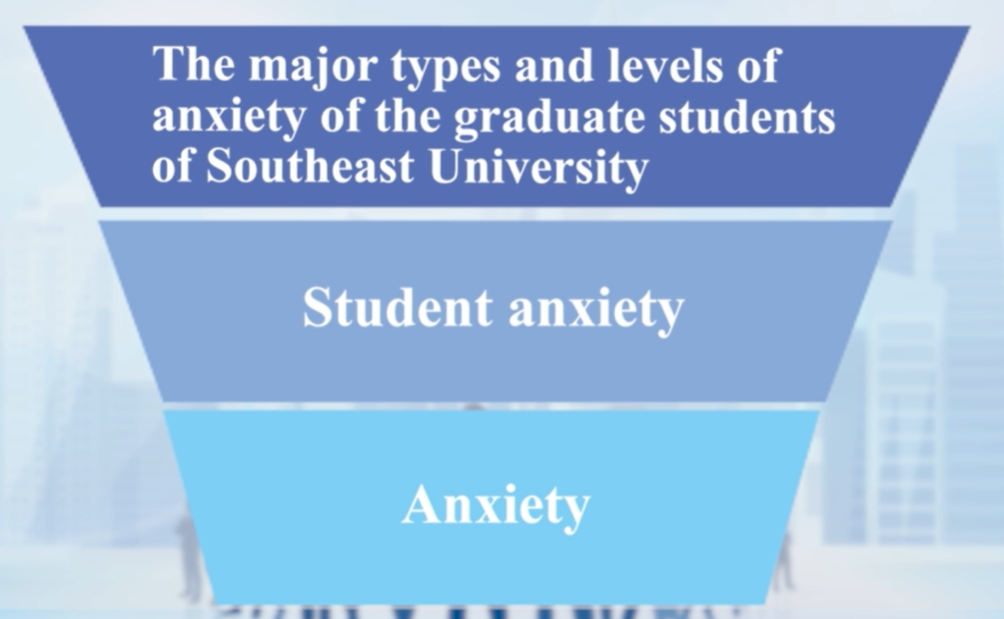 The major types and levels of
anxiety of the graduate students
of Southeast University
Student anxiety
Anxiety